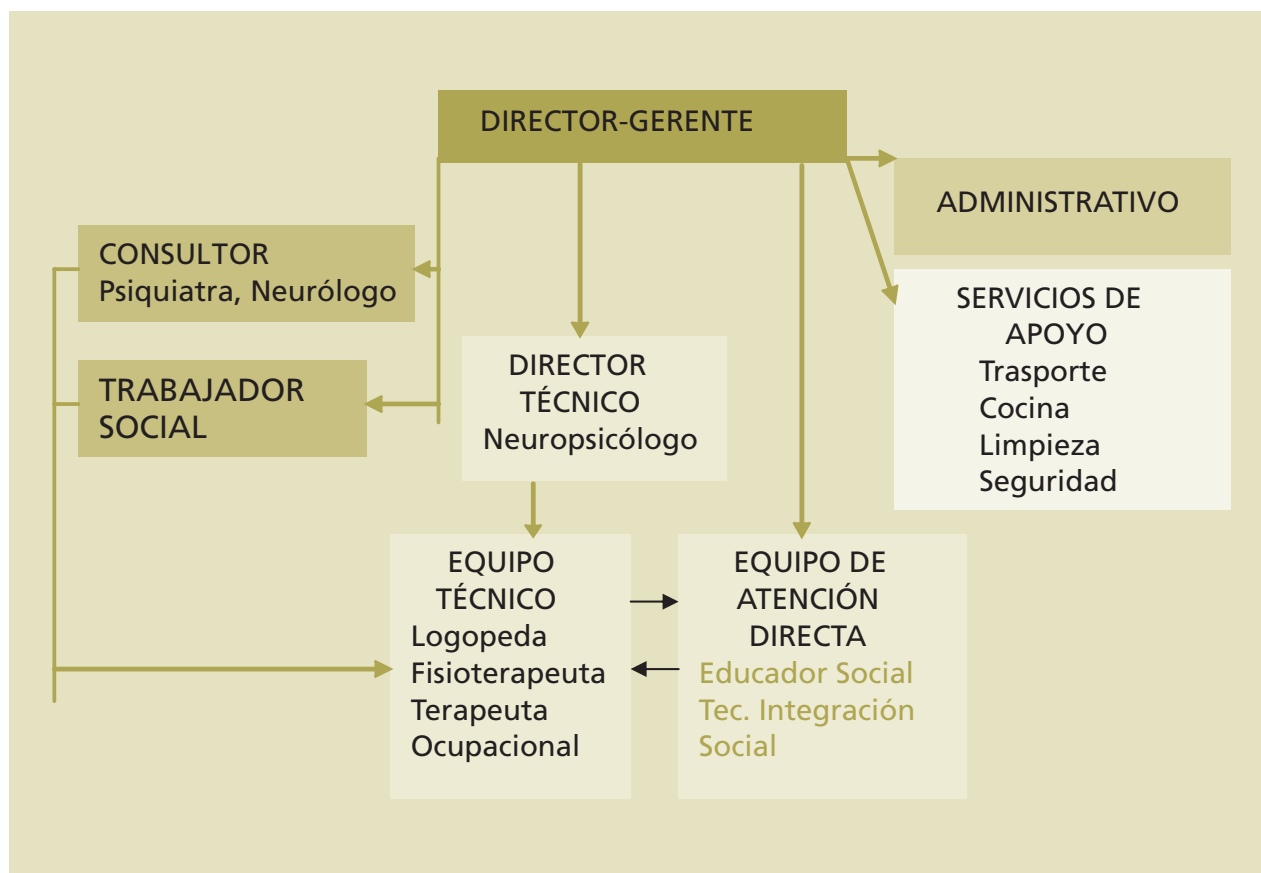 DIRECTOR-GERENTE
ADMINISTRATIVO
CONSULTOR
Psiquiatra, Neurólogo
SERVICIOS DE
APOYO
Trasporte
Cocina
Limpieza
Seguridad
TRABAJADOR
SOCIAL
DIRECTOR
TÉCNICO
Neuropsicólogo
EQUIPO
TÉCNICO
Logopeda
Fisioterapeuta
Terapeuta
Ocupacional
EQUIPO DE
ATENCIÓN
DIRECTA
Educador Social
Tec. Integración
Social